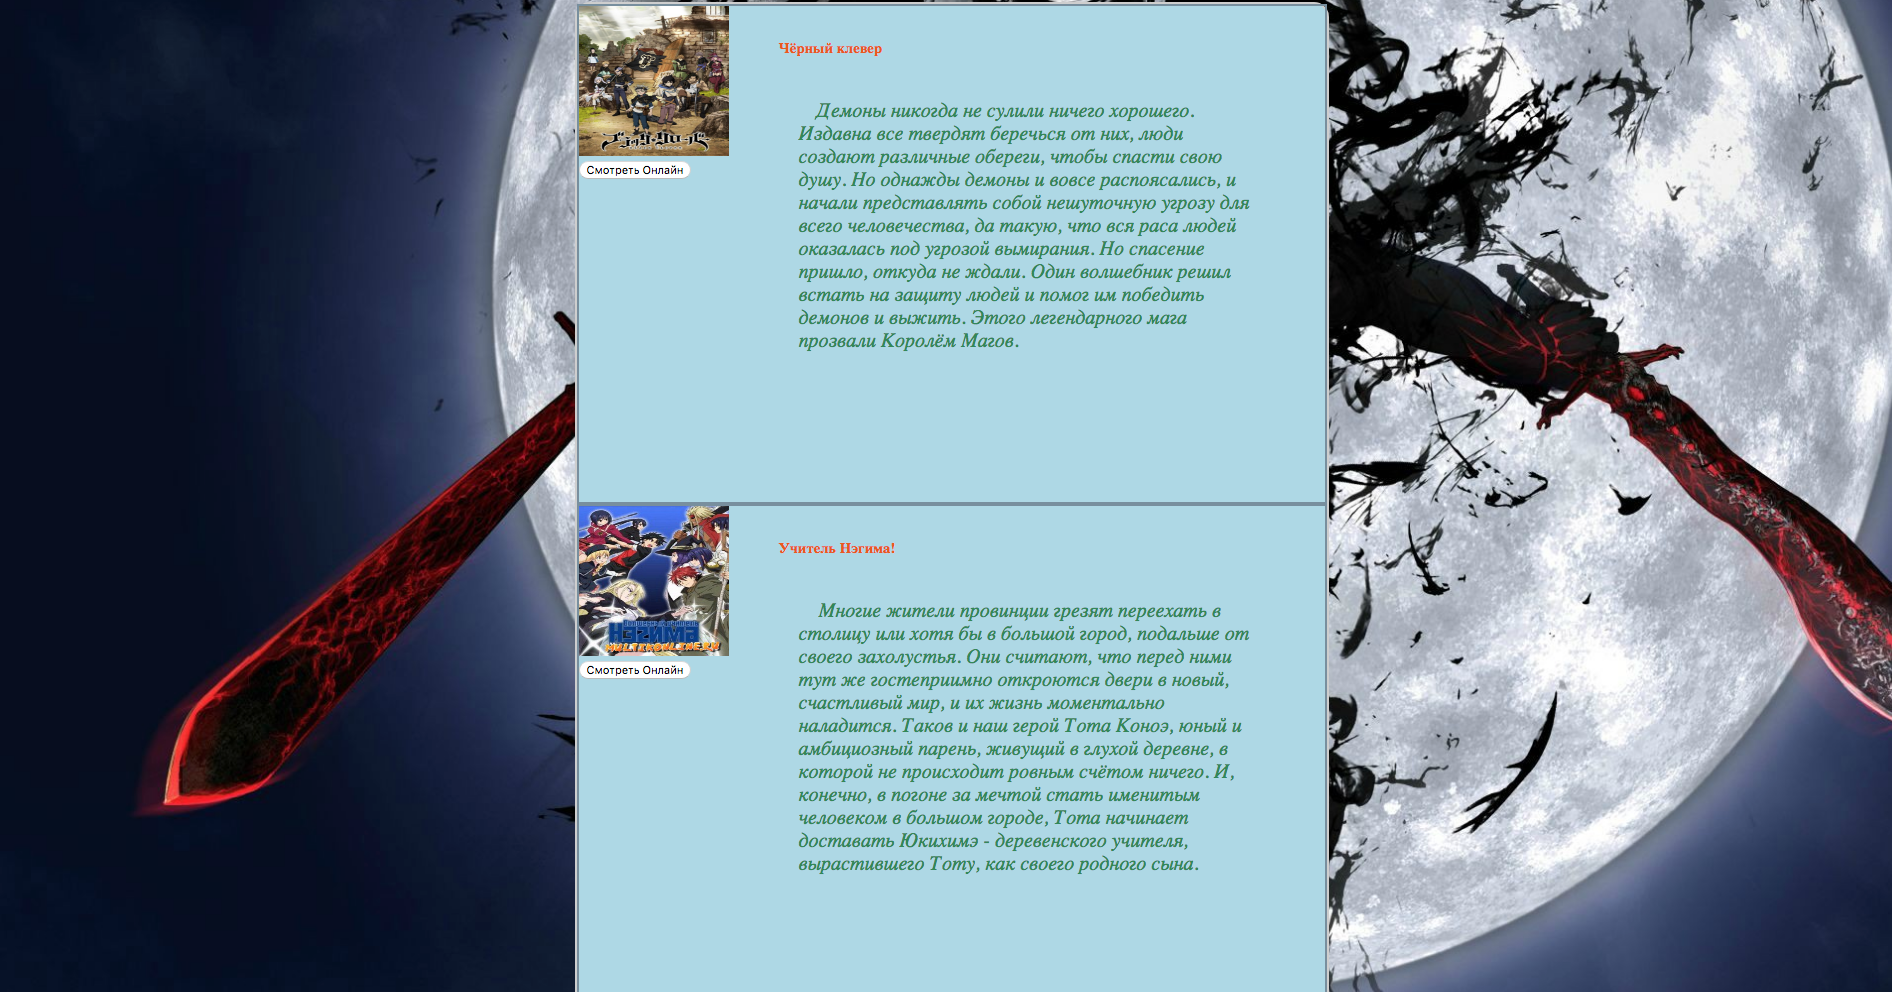 Чёрный клевер
Демоны никогда не сулили ничего хорошего.
Издавна все твердят беречься от них, люди
создают различные обереги, чтобы спасти свою
душу. Но однажды демоны и вовсе распоясались, и
начали представлять собой нешуточную угрозу для
всего человечества, да такую, что вся раса людей
оказалась под угрозой вымирания. Но спасение
пришло, откуда не ждали. Один волшебник решил
встать на защиту людей и помог им победить
демонов и выжить. Этого легендарного мага
прозвали Королём Магов.
Смотреть Онлайн
Учитель Нэгима!
Многие жители провинции грезят переехать в
столицу или хотя бы в большой город, подальше от
своего захолустья. Они считают, что перед ними
тут же гостеприимно откроются двери в новый,
счастливый мир, и их жизнь моментально
наладится. Таков и наш герой Тота Коноэ, юный и
амбициозный парень, живущий в глухой деревне, в
которой не происходит ровным счётом ничего. И,
конечно, в погоне за мечтой стать именитым
человеком в большом городе, Тота начинает
доставать Юкихимэ - деревенского учителя,
вырастившего Тоту, как своего родного сына.
НЭГИМА
Смотреть Онлайн